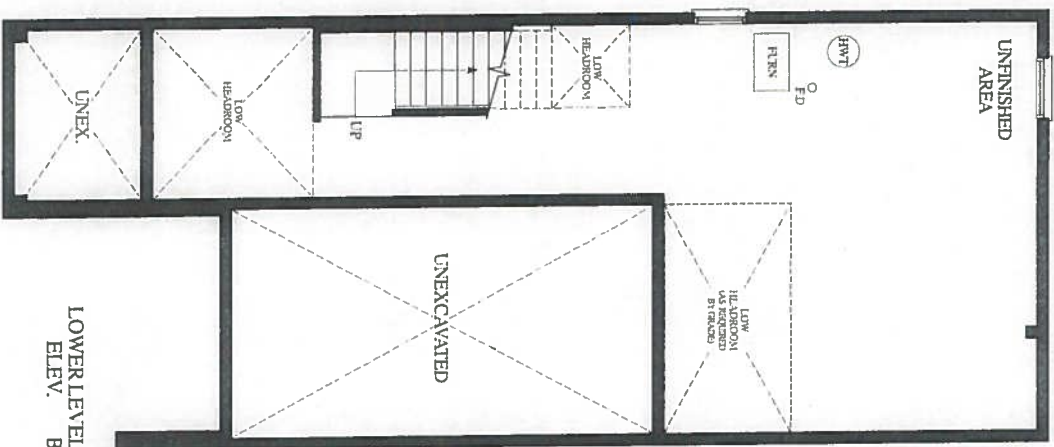 UNFINISHED
AREA
HWT
FURN
F.D
LOW
HEADROOM
UP
LOW
HEADROOM
UNEX.
LOW
HEADROOM
(AS REQUIRED
BY GRADE)
UNEXCAVATED
LOWER LEVEL
ELEV. B